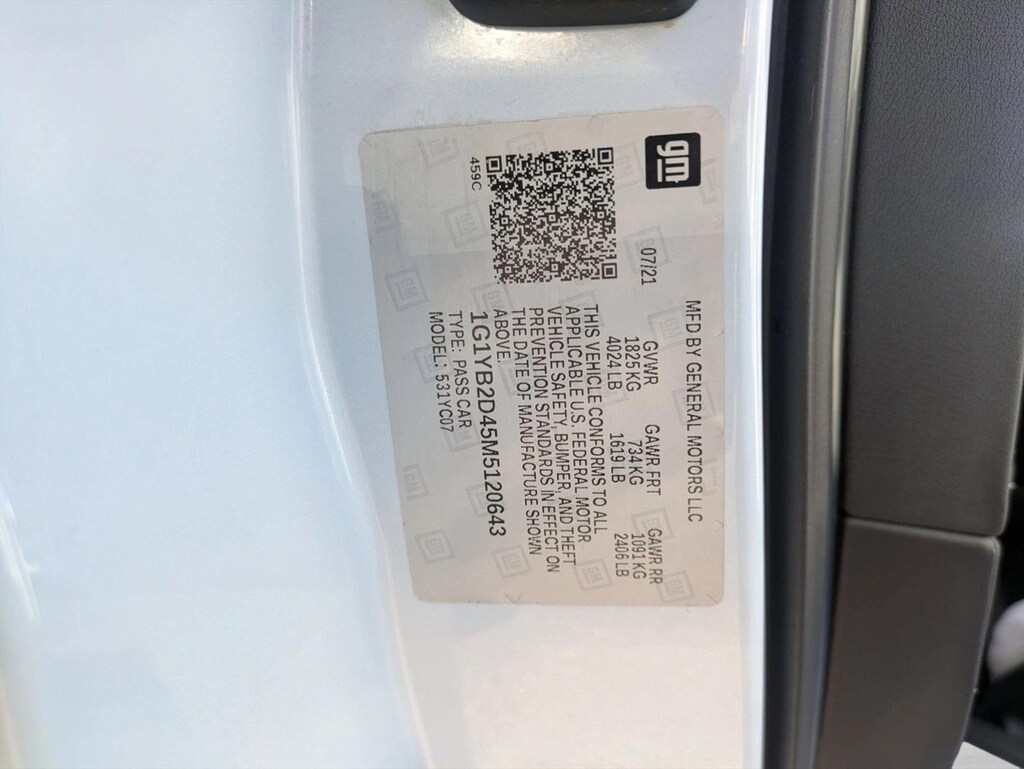 gm
MFD BY GENERAL MOTORS LLC
07/21
GVWR
1825 KG
4024 LB
GAWR FRT
734 KG
1619 LB
GAWR RR
1091 KG
2406 LB
THIS VEHICLE CONFORMS TO ALL
APPLICABLE U.S. FEDERAL MOTOR
VEHICLE SAFETY, BUMPER, AND THEFT
PREVENTION STANDARDS IN EFFECT ON
THE DATE OF MANUFACTURE SHOWN
ABOVE.
1G1YB2D45M5120643
TYPE: PASS CAR
MODEL: 531YC07
459C